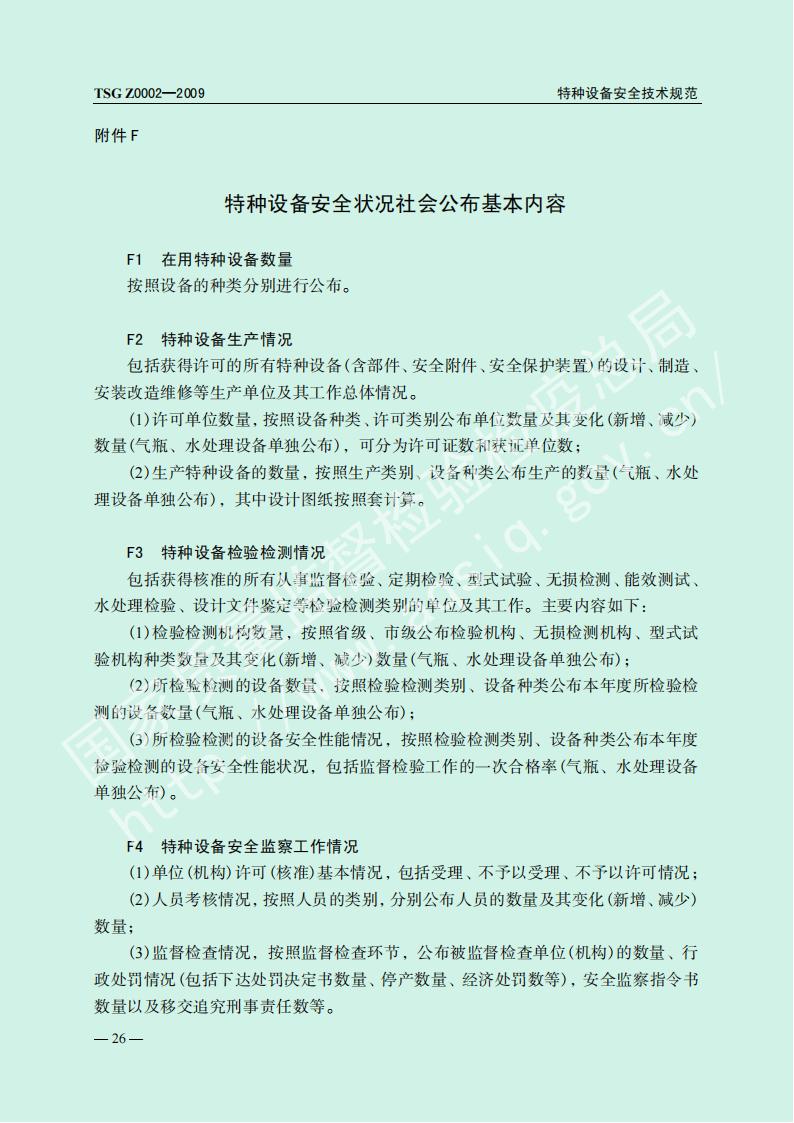 TSG Z0002—2009 特种设备安全技术规范
附件 F
特种设备安全状况社会公布基本内容
F1 在用特种设备数量
按照设备的种类分别进行公布。
F2 特种设备生产情况
包括获得许可的所有特种设备(含部件、安全附件、安全保护装置)的设计、制造、
安装改造维修等生产单位及其工作总体情况。
(1)许可单位数量,按照设备种类、许可类别公布单位数量及其变化(新增、减少)
数量(气瓶、水处理设备单独公布),可分为许可证数和获证单位数;
(2)生产特种设备的数量,按照生产类别、设备种类公布生产的数量(气瓶、水处
理设备单独公布),其中设计图纸按照套计算。
F3 特种设备检验检测情况
包括获得核准的所有从事监督检验、定期检验、型式试验、无损检测、能效测试、
水处理检验、设计文件鉴定等检验检测类别的单位及其工作。主要内容如下:
(1)检验检测机构数量,按照省级、市级公布检验机构、无损检测机构、型式试
验机构种类数量及其变化(新增、减少)数量(气瓶、水处理设备单独公布);
(2)所检验检测的设备数量,按照检验检测类别、设备种类公布本年度所检验检
测的设备数量(气瓶、水处理设备单独公布);
(3)所检验检测的设备安全性能情况,按照检验检测类别、设备种类公布本年度
检验检测的设备安全性能状况,包括监督检验工作的一次合格率(气瓶、水处理设备
单独公布)。
F4 特种设备安全监察工作情况
(1)单位(机构)许可(核准)基本情况,包括受理、不予以受理、不予以许可情况;
(2)人员考核情况,按照人员的类别,分别公布人员的数量及其变化(新增、减少)
数量;
(3)监督检查情况,按照监督检查环节,公布被监督检查单位(机构)的数量、行
政处罚情况(包括下达处罚决定书数量、停产数量、经济处罚数等),安全监察指令书
数量以及移交追究刑事责任数等。
— 26 —
国家质量监督检验检疫总局
http://www.aqsiq.gov.cn/